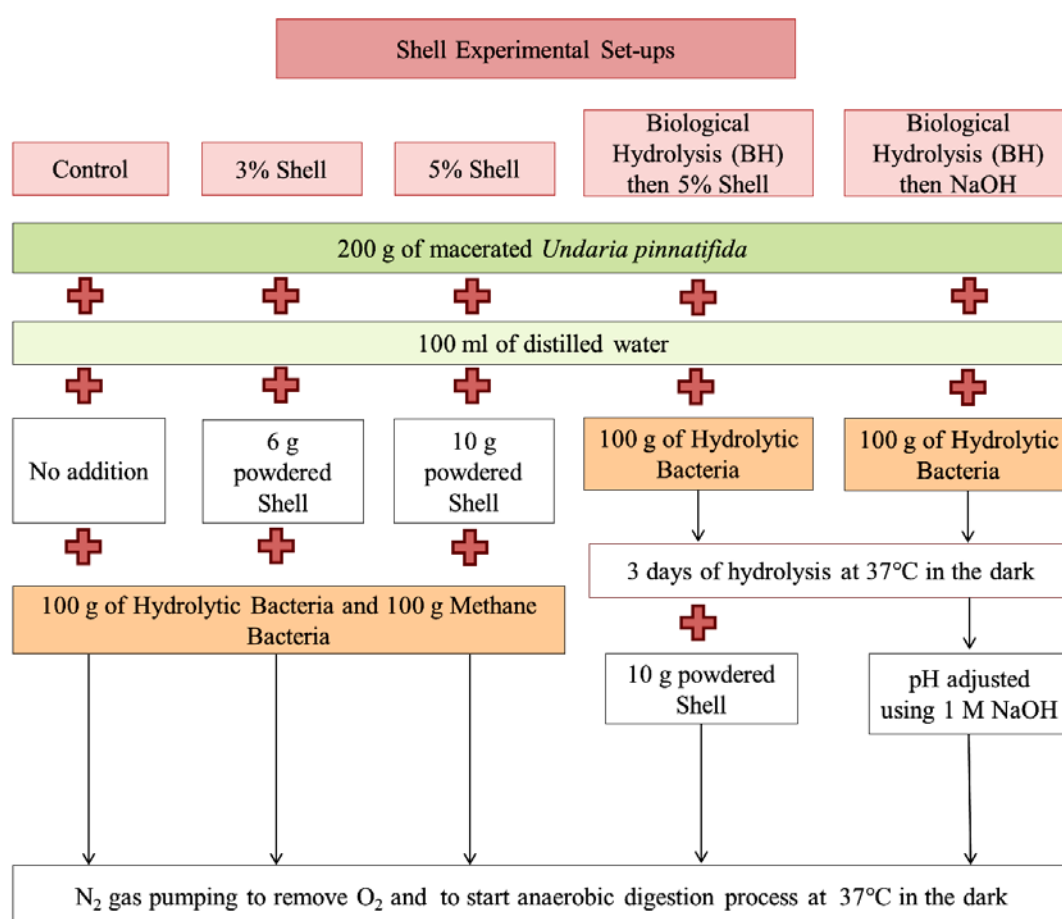 Shell Experimental Set-ups
Control
3% Shell
5% Shell
Biological
Hydrolysis (BH)
then 5% Shell
Biological
Hydrolysis (BH)
then NaOH
200 g of macerated Undaria pinnatifida
100 ml of distilled water
No addition
6 g
powdered
Shell
10 g
powdered
Shell
100 g of Hydrolytic
Bacteria
100 g of Hydrolytic
Bacteria
3 days of hydrolysis at 37°C in the dark
100 g of Hydrolytic Bacteria and 100 g Methane
Bacteria
10 g powdered
Shell
pH adjusted
using 1 M NaOH
N₂ gas pumping to remove O₂ and to start anaerobic digestion process at 37°C in the dark